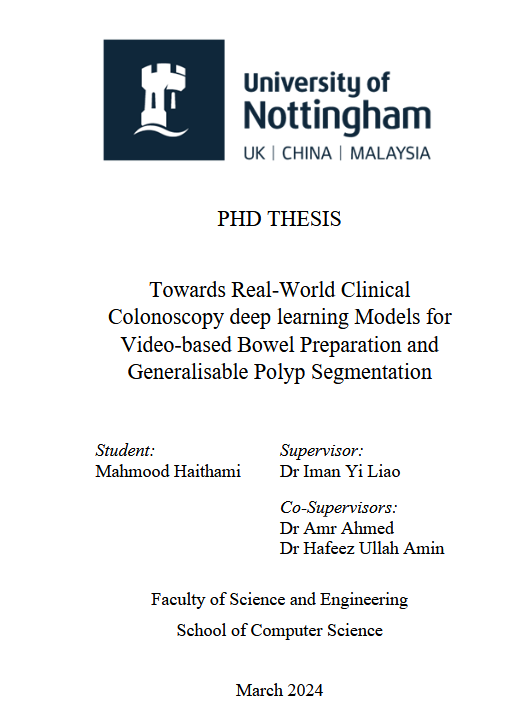 University of
Nottingham
UK | CHINA | MALAYSIA
PHD THESIS
Towards Real-World Clinical
Colonoscopy deep learning Models for
Video-based Bowel Preparation and
Generalisable Polyp Segmentation
Student:
Mahmood Haithami
Supervisor:
Dr Iman Yi Liao
Co-Supervisors:
Dr Amr Ahmed
Dr Hafeez Ullah Amin
Faculty of Science and Engineering
School of Computer Science
March 2024